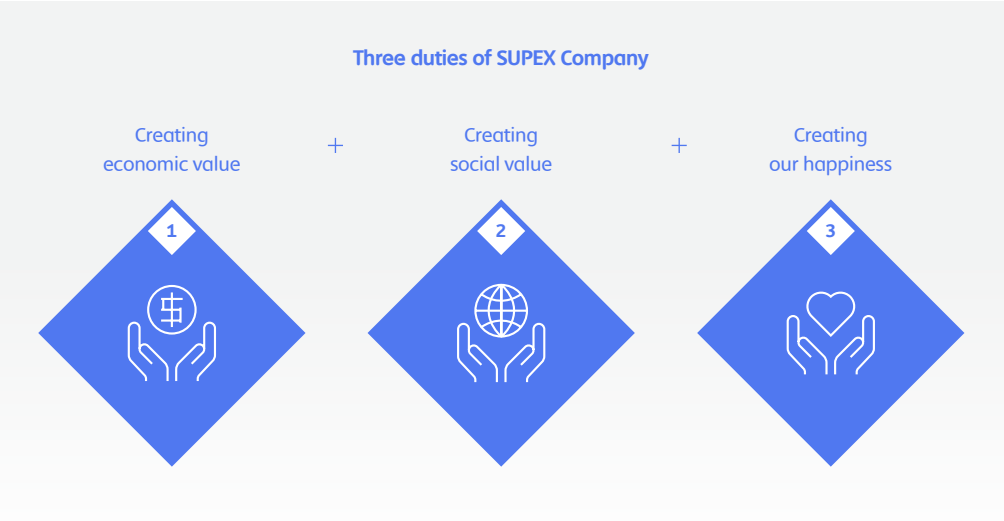 Three duties of SUPEX Company
Creating
economic value
+
Creating
social value
+
Creating
our happiness
1
2
3
$